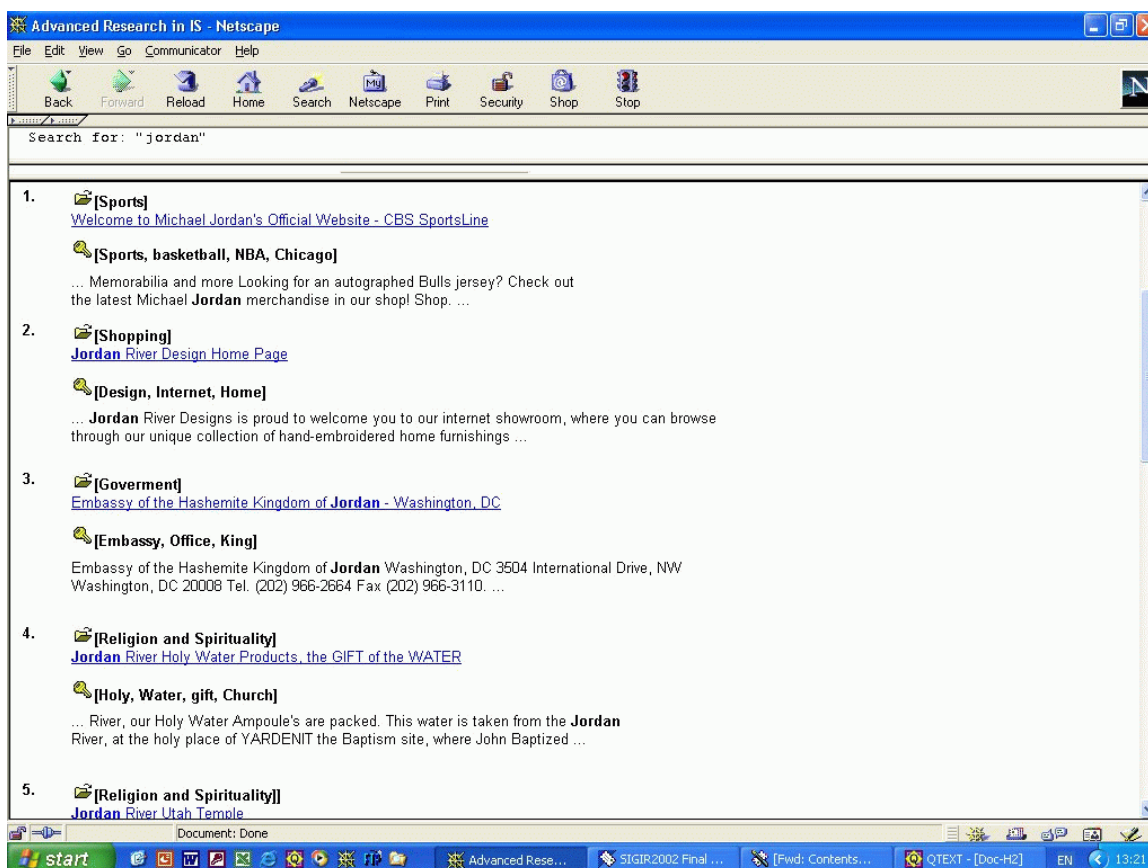 Advanced Research in IS - Netscape
File Edit View Go Communicator Help
My
N
Back Forward Reload Home Search Netscape Print Security Shop Stop
Search for: "jordan"
1. [Sports]
Welcome to Michael Jordan's Official Website - CBS SportsLine
[Sports, basketball, NBA, Chicago]
... Memorabilia and more Looking for an autographed Bulls jersey? Check out
the latest Michael Jordan merchandise in our shop! Shop. ...
2. [Shopping]
Jordan River Design Home Page
[Design, Internet, Home]
... Jordan River Designs is proud to welcome you to our internet showroom, where you can browse
through our unique collection of hand-embroidered home furnishings ...
3. [Goverment]
Embassy of the Hashemite Kingdom of Jordan - Washington, DC
[Embassy, Office, King]
Embassy of the Hashemite Kingdom of Jordan Washington, DC 3504 International Drive, NW
Washington, DC 20008 Tel. (202) 966-2664 Fax (202) 966-3110. ...
4. [Religion and Spirituality]
Jordan River Holy Water Products, the GIFT of the WATER
[Holy, Water, gift, Church]
... River, our Holy Water Ampoule's are packed. This water is taken from the Jordan
River, at the holy place of YARDENIT the Baptism site, where John Baptized ...
5. [Religion and Spirituality]]
Jordan River Utah Temple
Document: Done
start Advanced Rese... SIGIR2002 Final ... [Fwd: Contents... QTEXT - [Doc-H2] EN